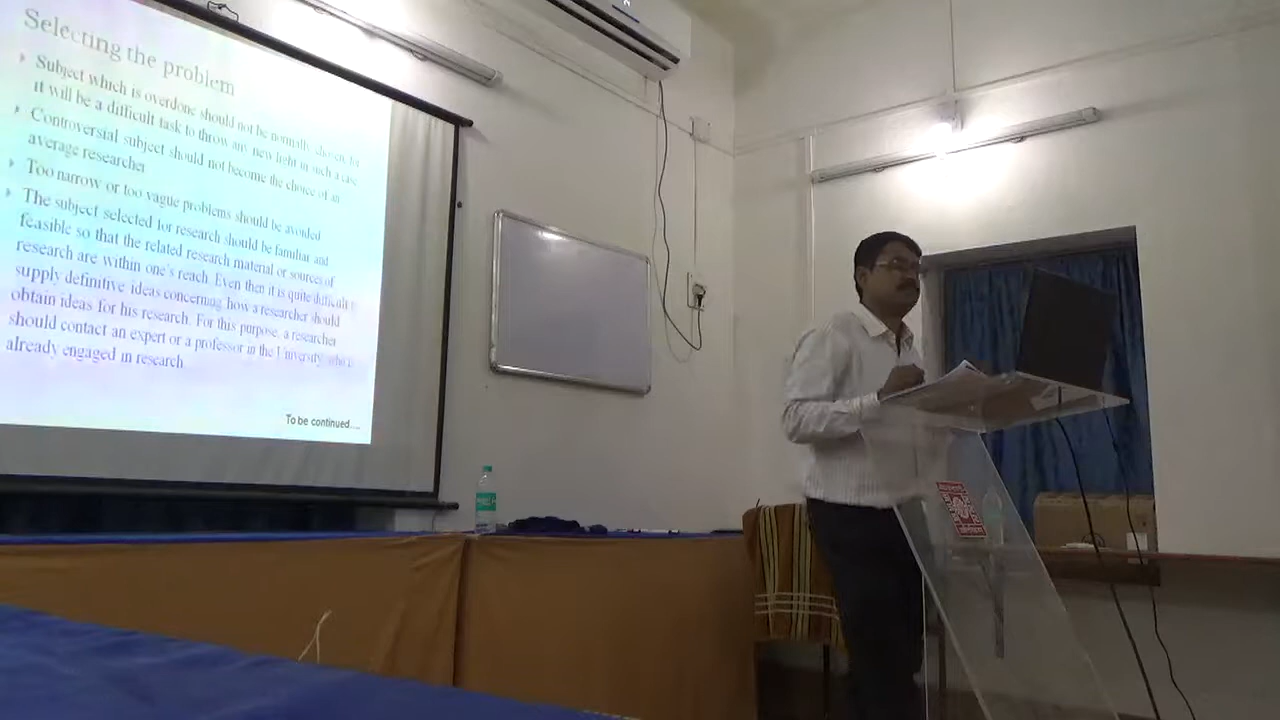 Selecting the problem
Subject which is overdone should not be normally chosen, for
it will be a difficult task to throw any new light in such a case
Controversial subject should not become the choice of an
average researcher
Too narrow or too vague problems should be avoided
The subject selected for research should be familiar and
feasible so that the related research material or sources of
research are within one's reach. Even then it is quite difficult
supply definitive ideas concerning how a researcher should
obtain ideas for his research. For this purpose, a researcher
should contact an expert or a professor in the University
already engaged in research
To be continued....